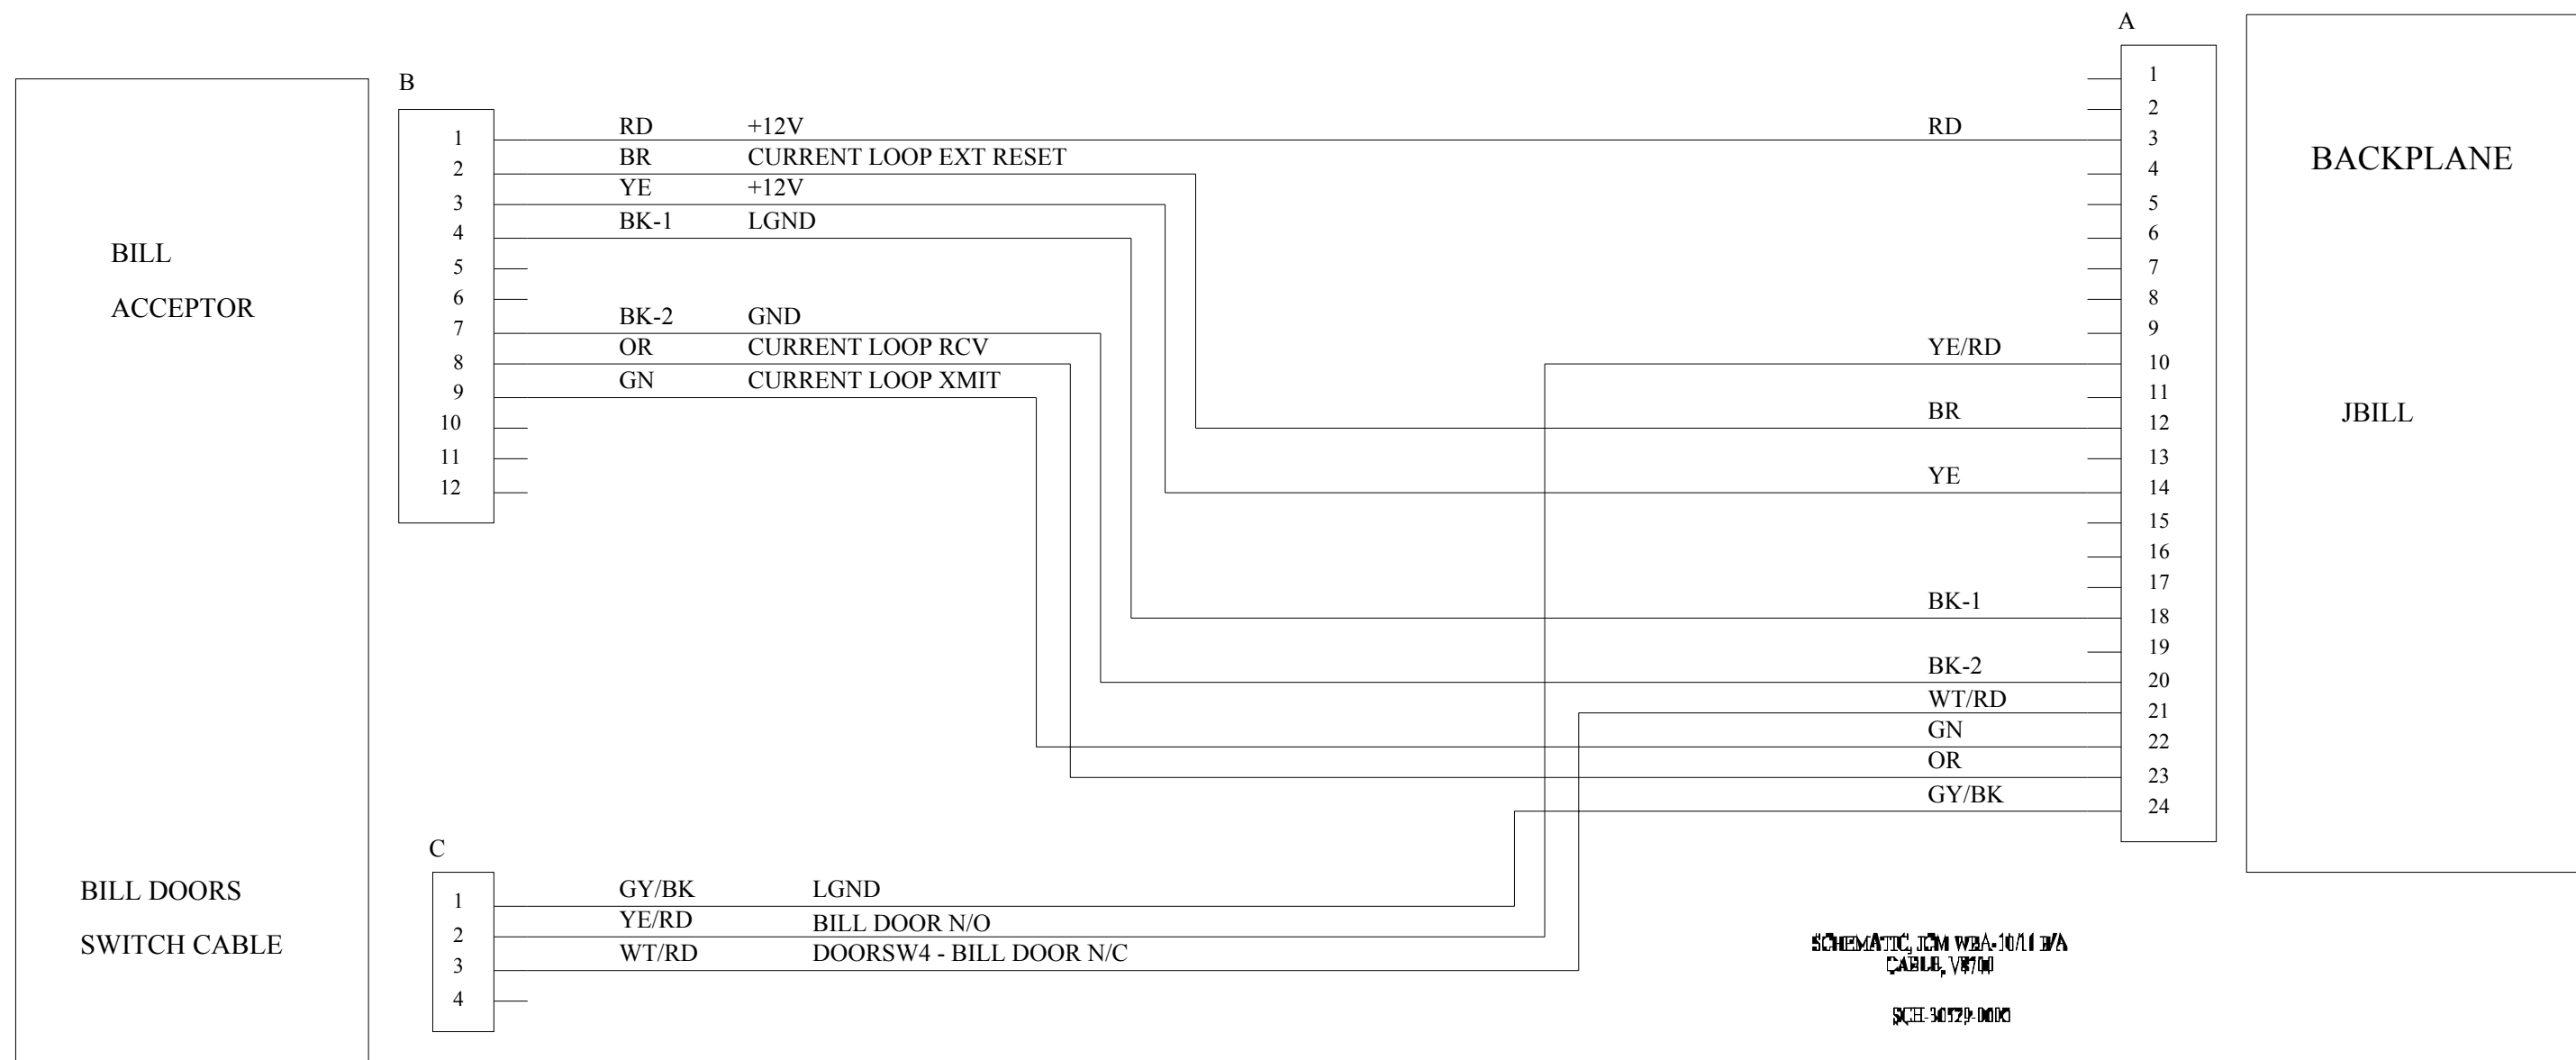 A
B
1
2
3
4
5
6
7
8
9
10
11
12
13
14
15
16
17
18
19
20
21
22
23
24
BACKPLANE
JBILL
BILL
ACCEPTOR
1
2
3
4
5
6
7
8
9
10
11
12
RD +12V RD
BR CURRENT LOOP EXT RESET
YE +12V
BK-1 LGND
BK-2 GND
OR CURRENT LOOP RCV YE/RD
GN CURRENT LOOP XMIT
BR
YE
BK-1
BK-2
WT/RD
GN
OR
GY/BK
C
BILL DOORS
SWITCH CABLE
1
2
3
4
GY/BK LGND
YE/RD BILL DOOR N/O
WT/RD DOORSW4 - BILL DOOR N/C
SCHEMATIC, JCM
CABLE,